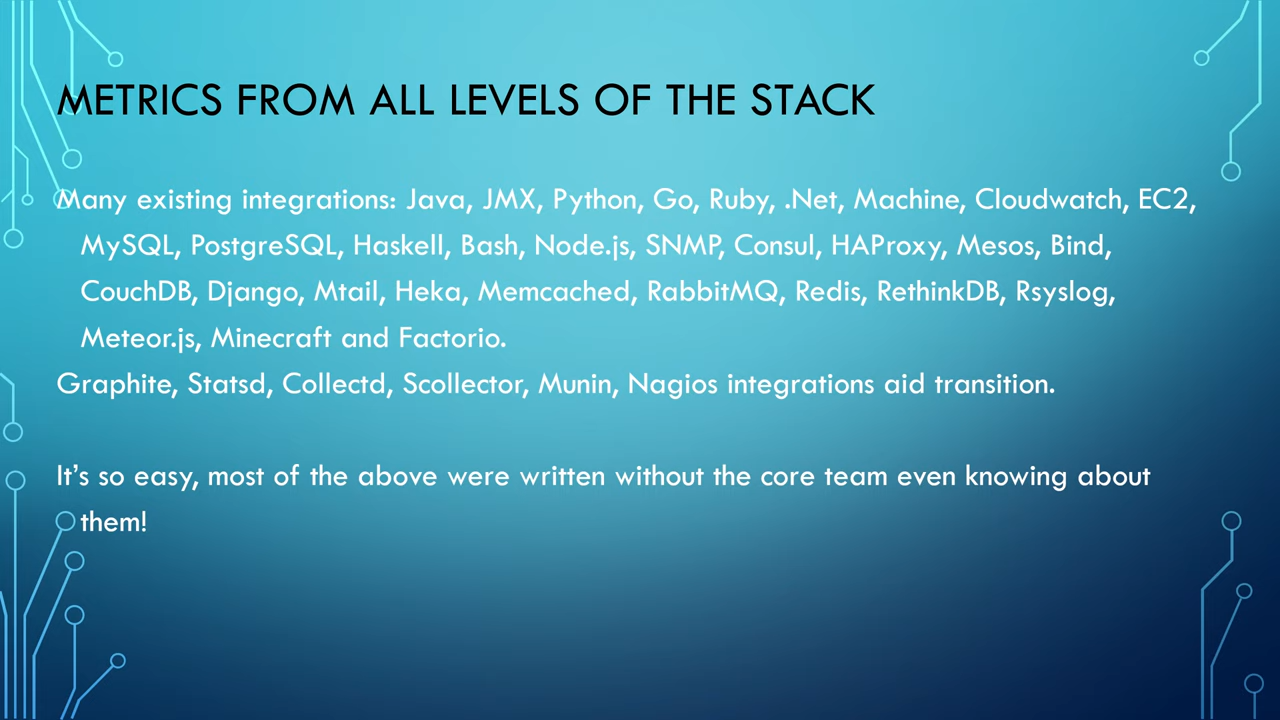 METRICS FROM ALL LEVELS OF THE STACK
Many existing integrations: Java, JMX, Python, Go, Ruby, .Net, Machine, Cloudwatch, EC2,
MySQL, PostgreSQL, Haskell, Bash, Node.js, SNMP, Consul, HAProxy, Mesos, Bind,
CouchDB, Django, Mtail, Heka, Memcached, RabbitMQ, Redis, RethinkDB, Rsyslog,
Meteor.js, Minecraft and Factorio.
Graphite, Statsd, Collectd, Scollector, Munin, Nagios integrations aid transition.
It’s so easy, most of the above were written without the core team even knowing about
them!